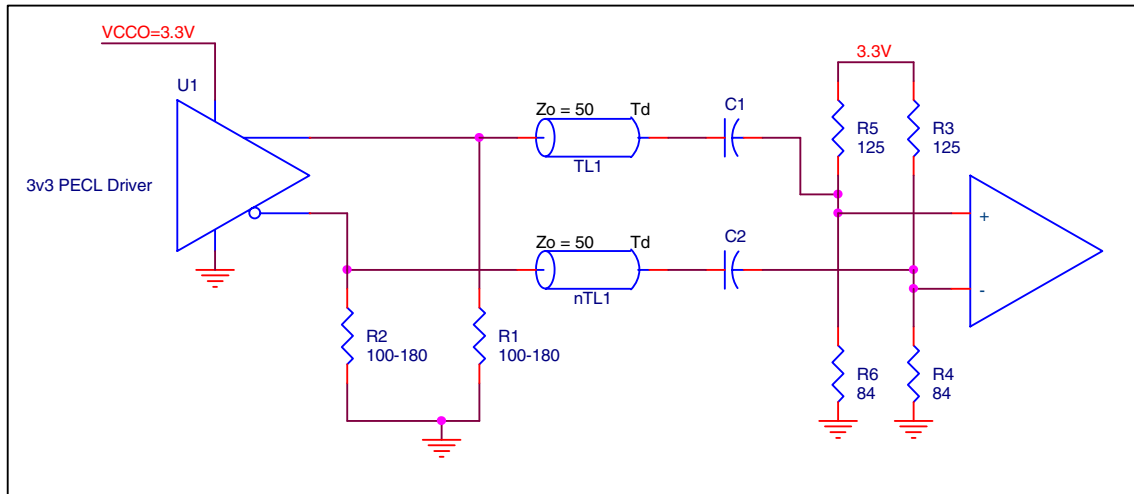 VCCO=3.3V
U1
3v3 PECL Driver
Zo = 50 Td
TL1
C1
3.3V
R5
125
R3
125
+
-
Zo = 50 Td
nTL1
C2
R2
100-180
R1
100-180
R6
84
R4
84